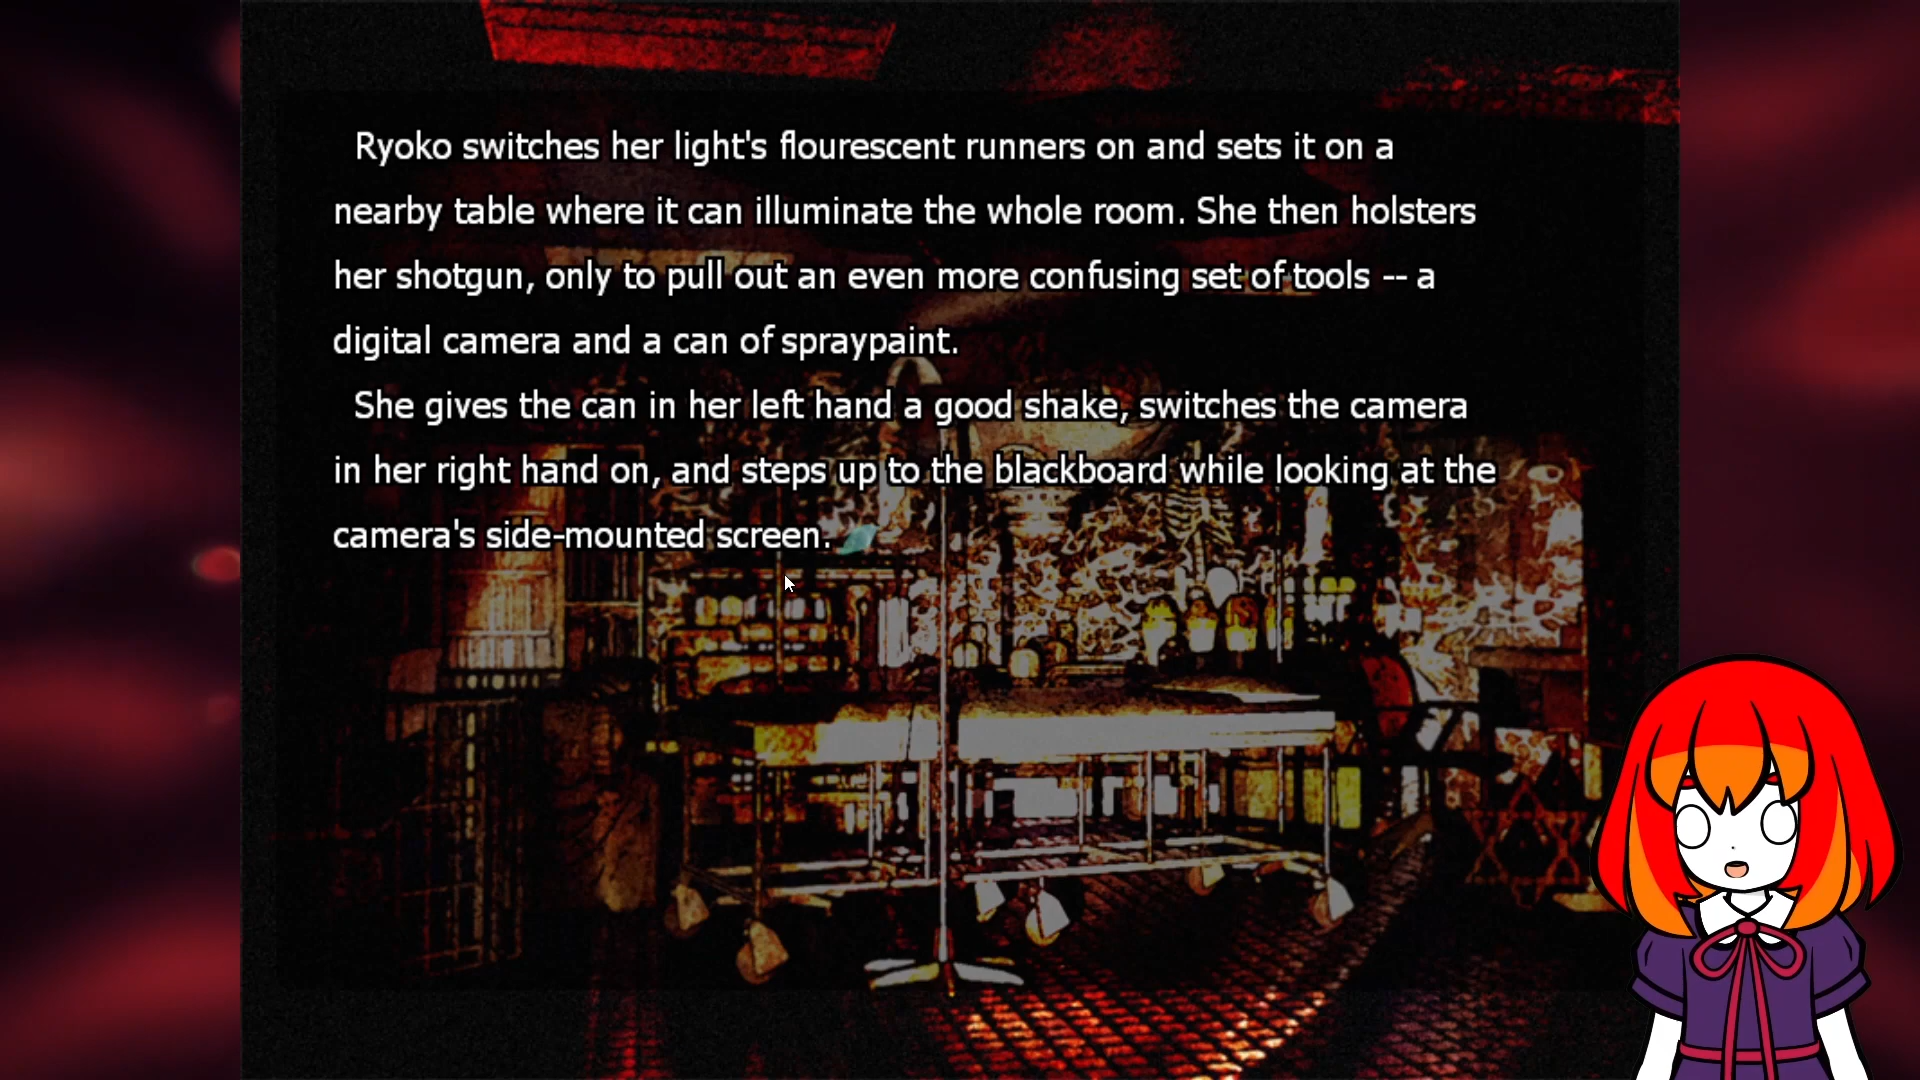 Ryoko switches her light's flourescent runners on and sets it on a
nearby table where it can illuminate the whole room. She then holsters
her shotgun, only to pull out an even more confusing set of tools -- a
digital camera and a can of spraypaint.
She gives the can in her left hand a good shake, switches the camera
in her right hand on, and steps up to the blackboard while looking at the
camera's side-mounted screen.